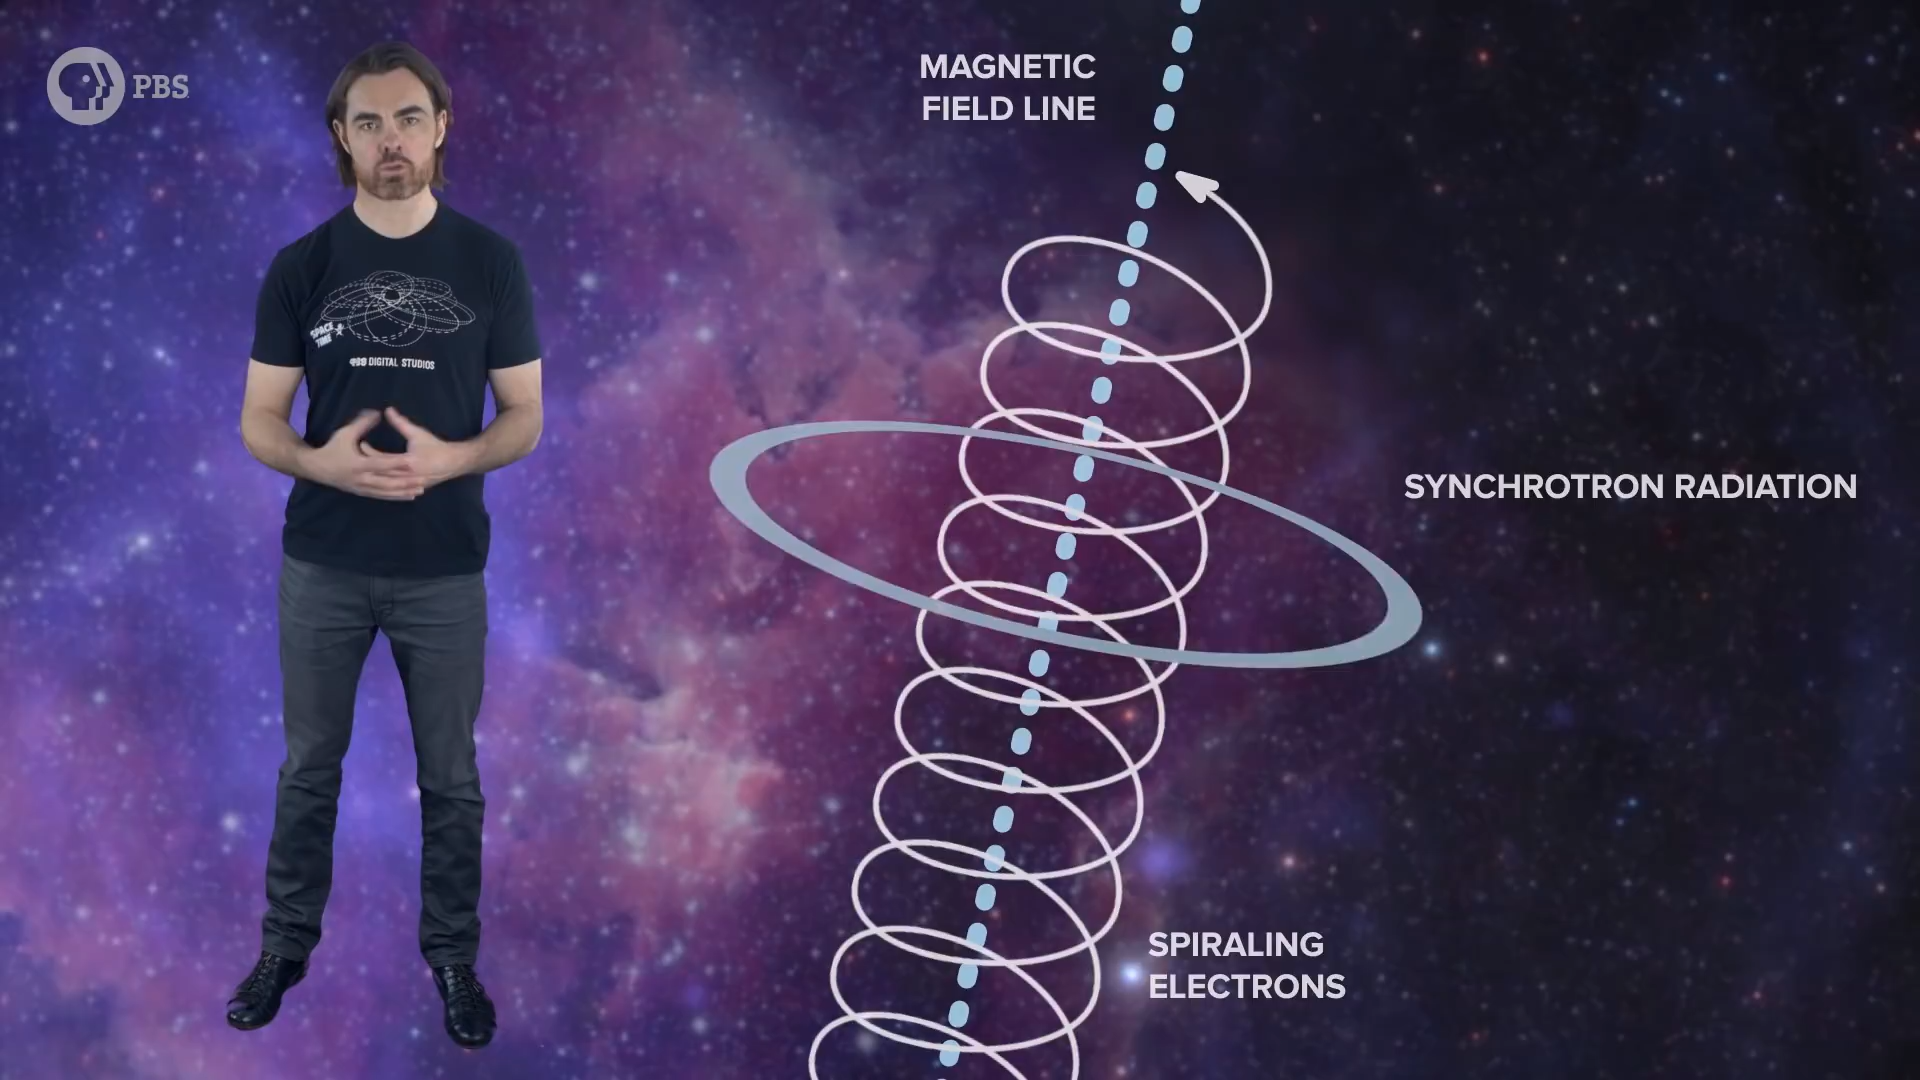 PBS
MAGNETIC
FIELD LINE
SPACE
TIME
PBS DIGITAL STUDIOS
SYNCHROTRON RADIATION
SPIRALING
ELECTRONS